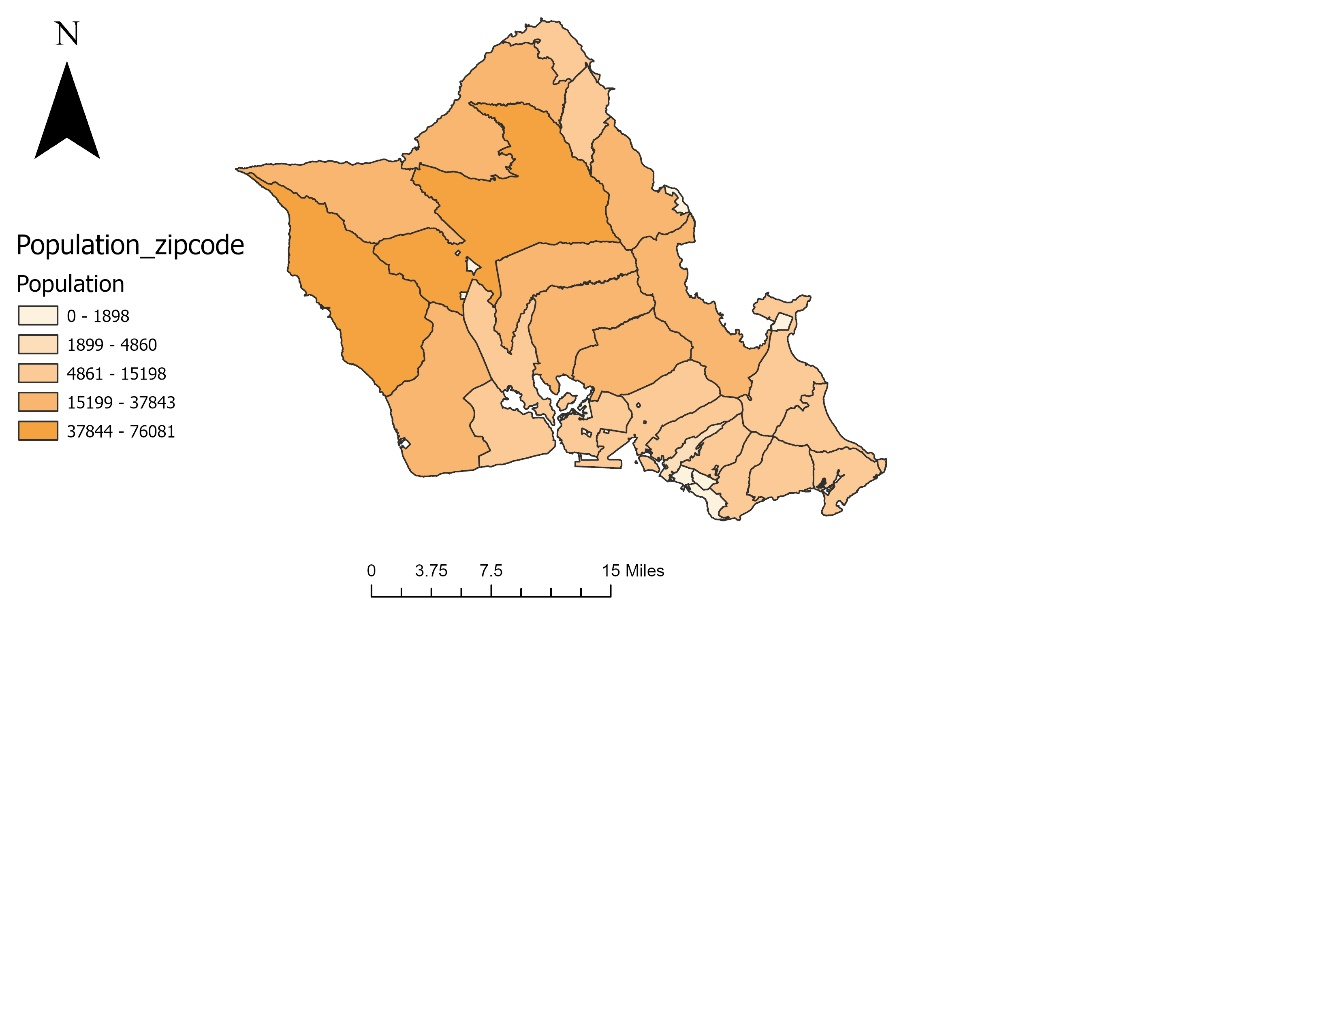 N
Population_zipcode
Population
0 - 1898
1899 - 4860
4861 - 15198
15199 - 37843
37844 - 76081
0 3.75 7.5 15 Miles